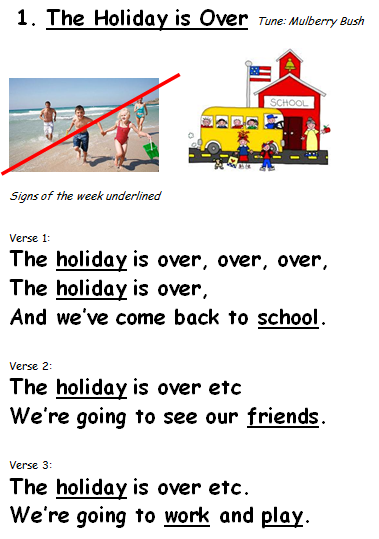 1. The Holiday is Over Tune: Mulberry Bush
SCHOOL
Signs of the week underlined
Verse 1:
The holiday is over, over, over,
The holiday is over,
And we've come back to school.
Verse 2:
The holiday is over etc
We're going to see our friends.
Verse 3:
The holiday is over etc.
We're going to work and play.